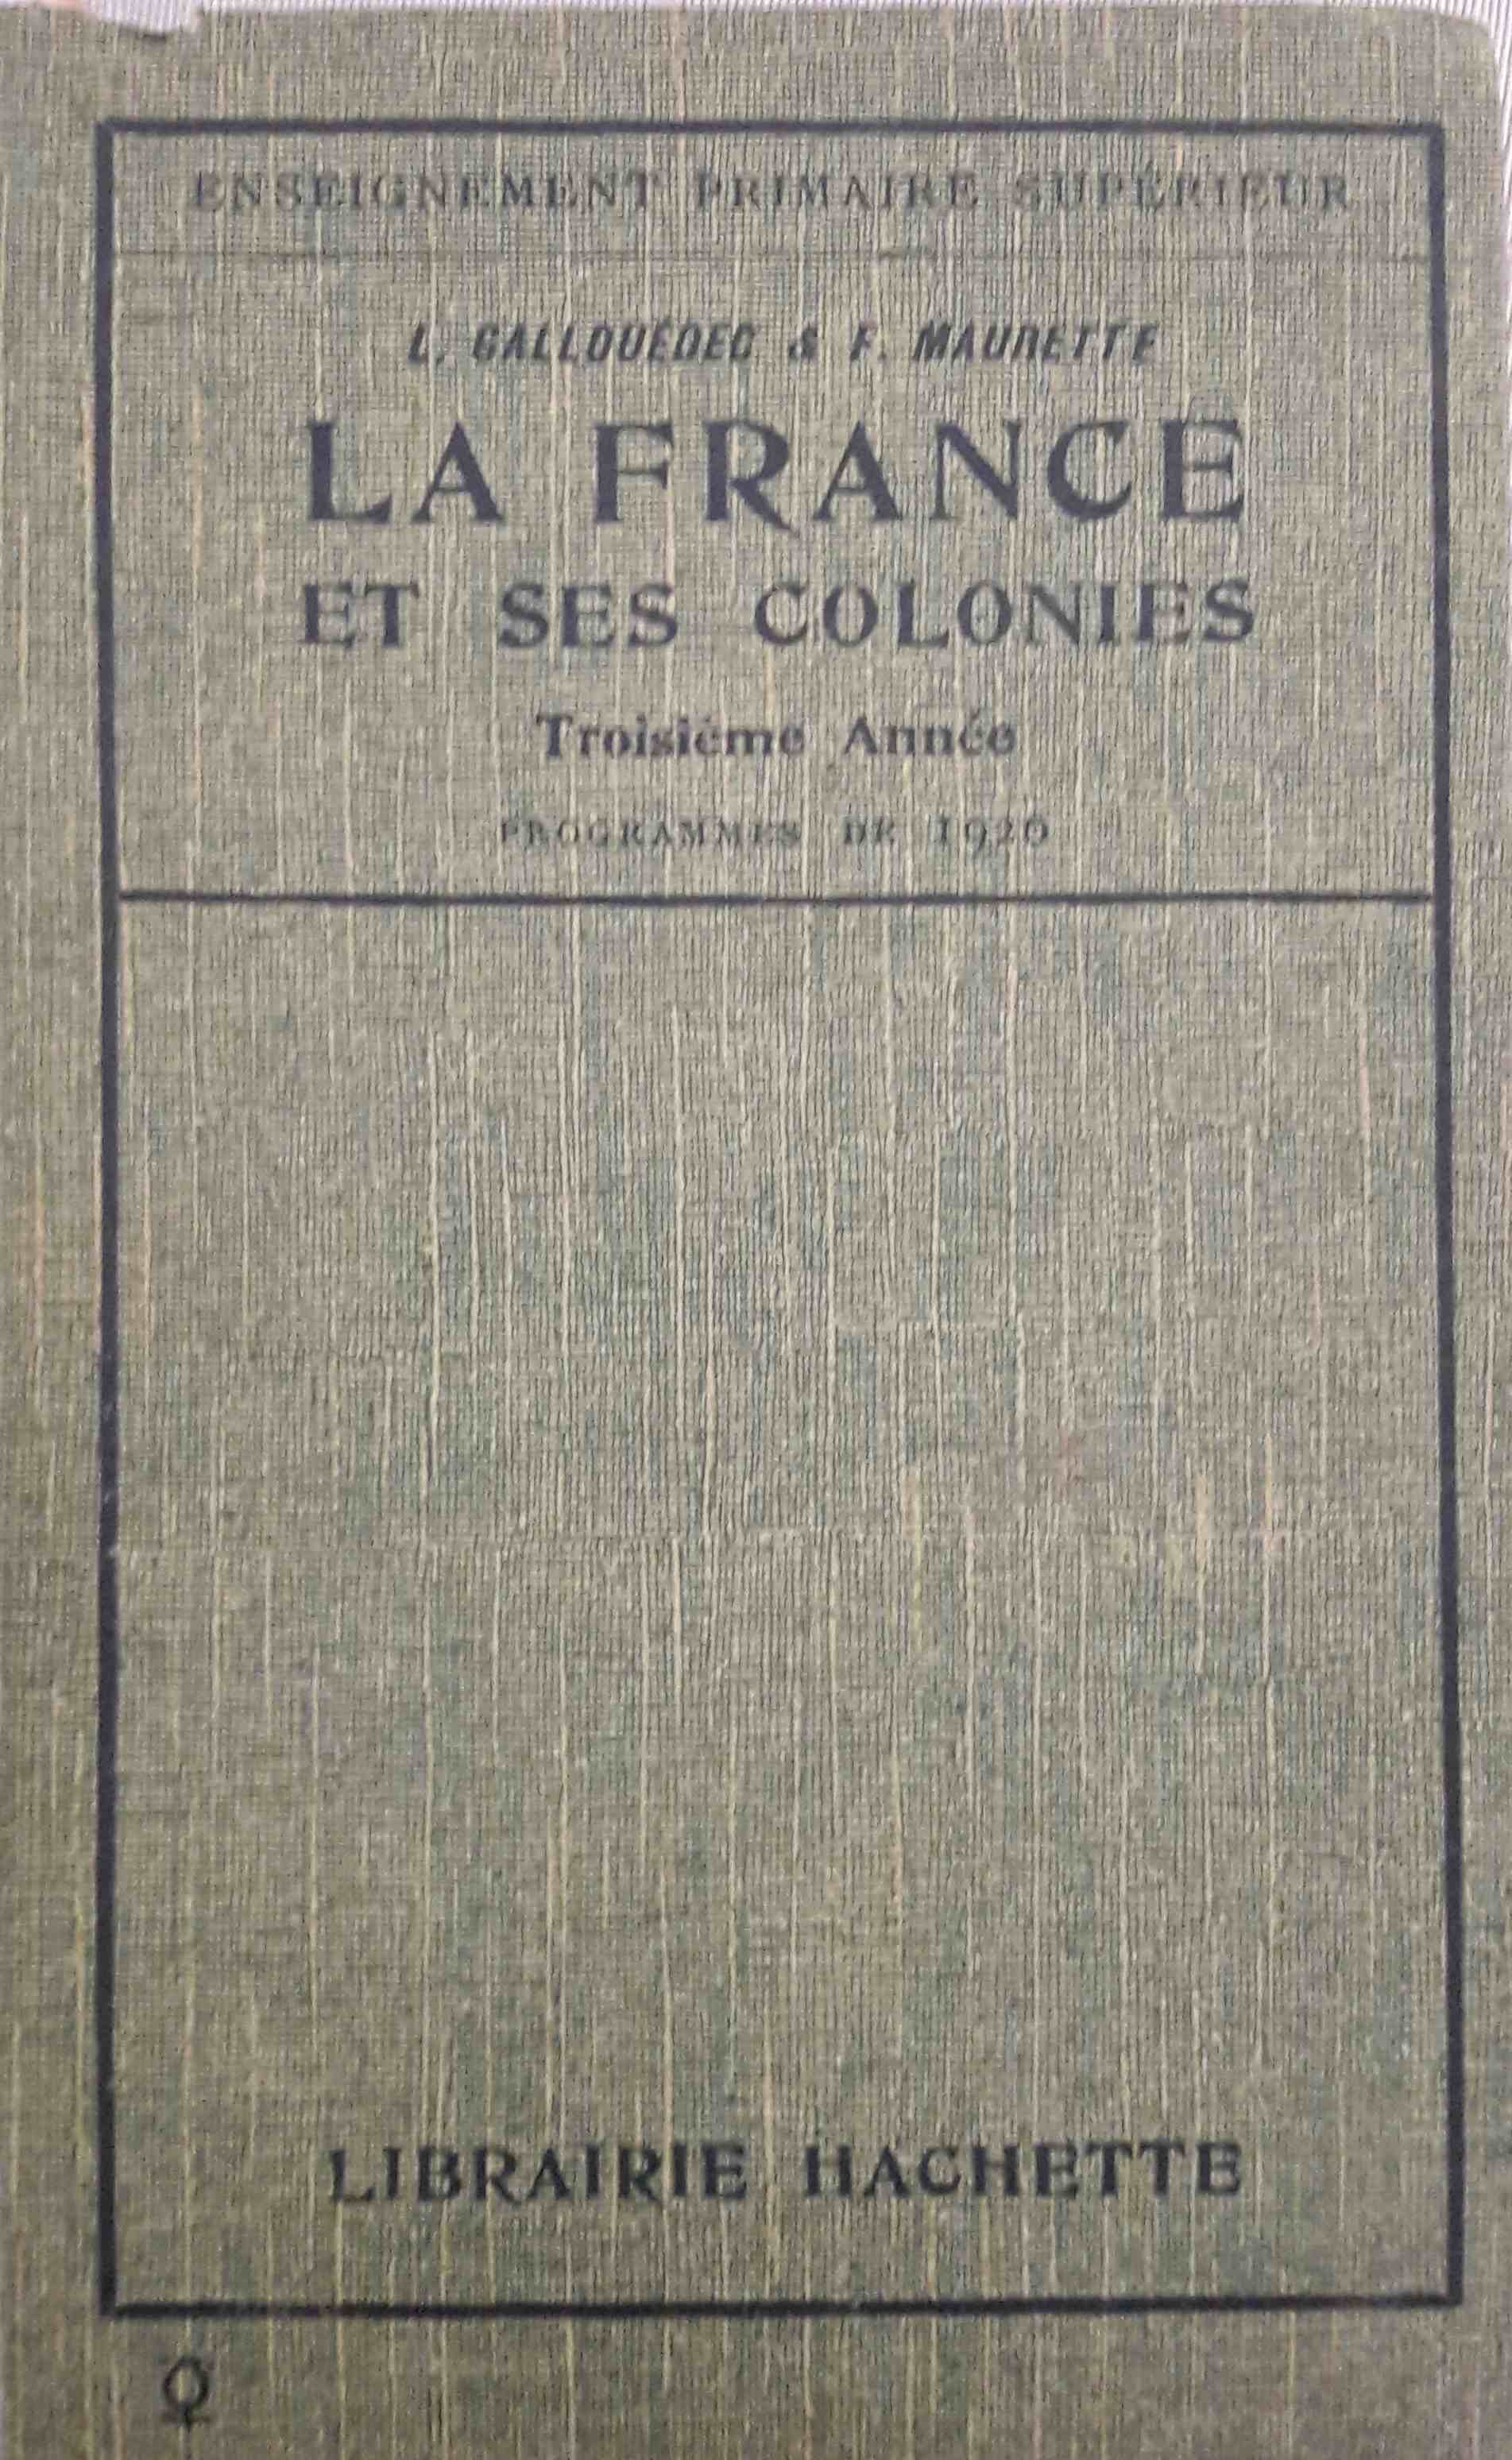 ENSEIGNEMENT PRIMAIRE SUPÉRIEUR
L. GALLOUÉDEC & F. MAURETTE
LA FRANCE
ET SES COLONIES
Troisième Année
PROGRAMMES DE 1920
LIBRAIRIE HACHETTE